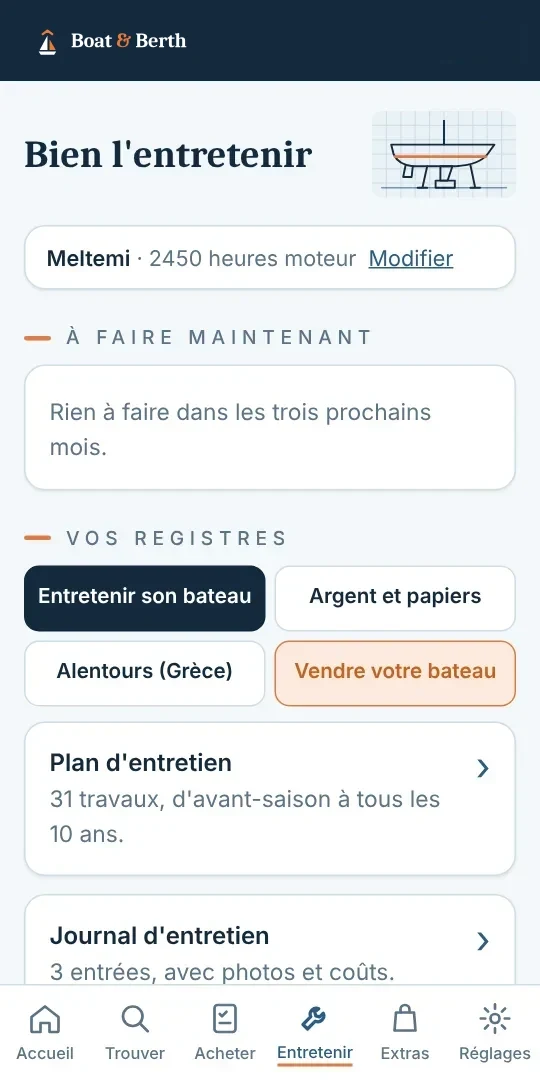 Boat & Berth
Bien l'entretenir
Meltemi · 2450 heures moteur Modifier
À FAIRE MAINTENANT
Rien à faire dans les trois prochains
mois.
VOS REGISTRES
Entretenir son bateau
Argent et papiers
Alentours (Grèce)
Vendre votre bateau
Plan d'entretien
31 travaux, d'avant-saison à tous les
10 ans.
Journal d'entretien
3 entrées, avec photos et coûts.
Accueil
Trouver
Acheter
Entretenir
Extras
Réglages